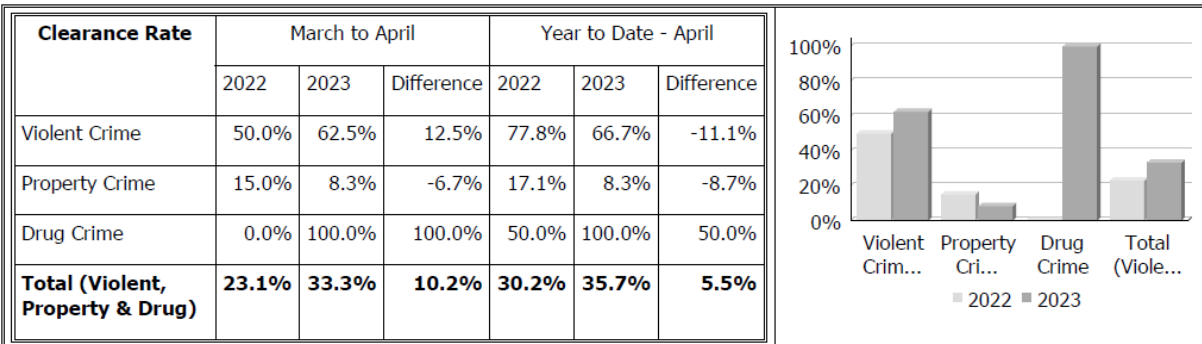 Clearance Rate March to April Year to Date - April
2022 2023 Difference 2022 2023 Difference
Violent Crime 50.0% 62.5% 12.5% 77.8% 66.7% -11.1%
Property Crime 15.0% 8.3% -6.7% 17.1% 8.3% -8.7%
Drug Crime 0.0% 100.0% 100.0% 50.0% 100.0% 50.0%
Total (Violent, 23.1% 33.3% 10.2% 30.2% 35.7% 5.5%
Property & Drug)
100%
80%
60%
40%
20%
0%
Violent Property Drug Total
Crim... Cri... Crime (Viole...
2022 2023